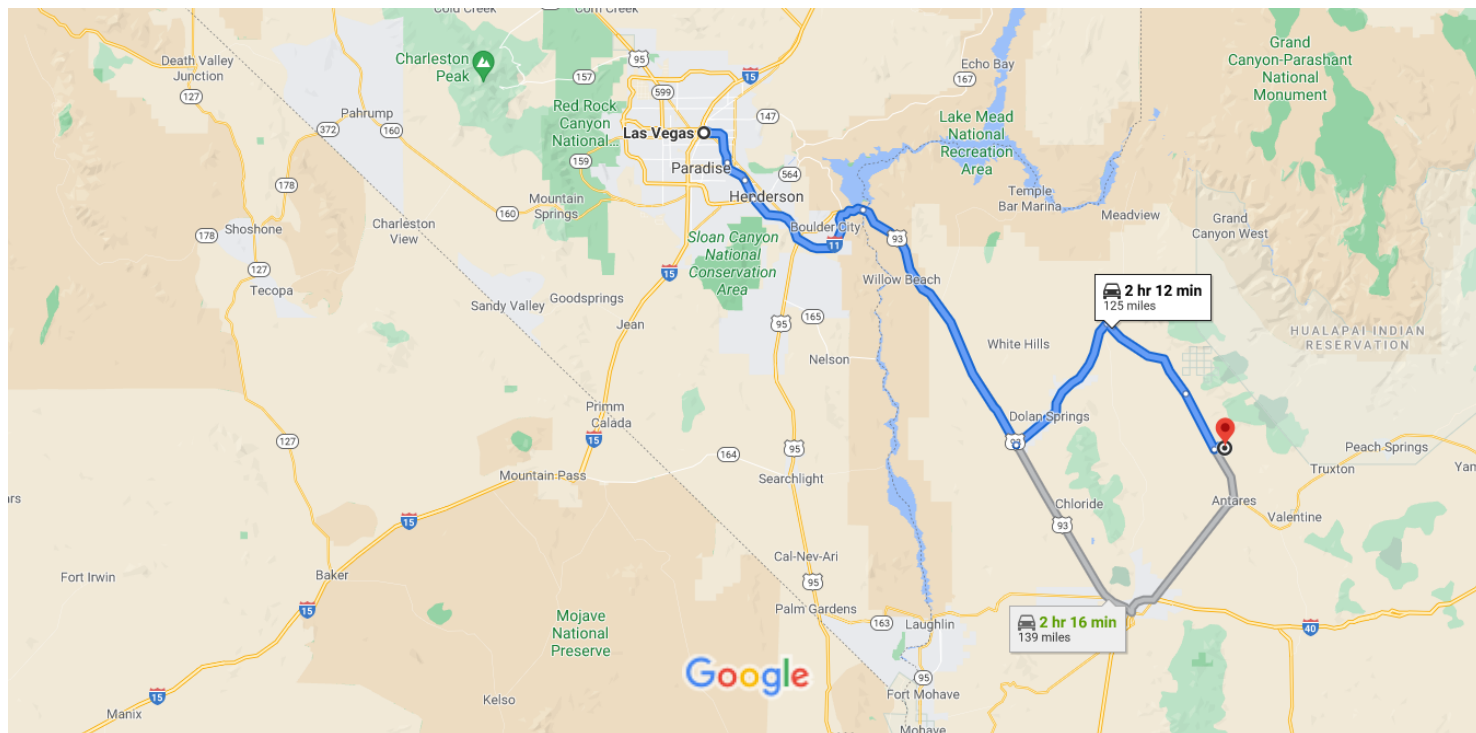 Cold Creek
Corn Creek
Death Valley
Junction
127
Charleston
Peak
95
157
15
Echo Bay
167
Grand
Canyon-Parashant
National
Monument
599
Pahrump
372
160
Red Rock
Canyon
National...
147
Las Vegas
Lake Mead
National
Recreation
Area
159
Paradise
564
178
Mountain
Springs
160
Henderson
Temple
Bar Marina
Meadview
Shoshone
178
Charleston
View
Boulder City
Grand
Canyon West
11
93
Sloan Canyon
National
Conservation
Area
127
Tecopa
15
Willow Beach
Sandy Valley
Goodsprings
2 hr 12 min
125 miles
Jean
95
165
HUALAPAI INDIAN
RESERVATION
White Hills
Nelson
Primm
Calada
Dolan Springs
127
15
95
93
Peach Springs
164
Truxton
Yam
Mountain Pass
Searchlight
ars
Chloride
Antares
15
93
Valentine
Cal-Nev-Ari
Fort Irwin
Baker
95
15
Mojave
National
Preserve
Palm Gardens
163
Laughlin
2 hr 16 min
139 miles
40
Google
95
15
Kelso
Fort Mohave
Manix
Mohave